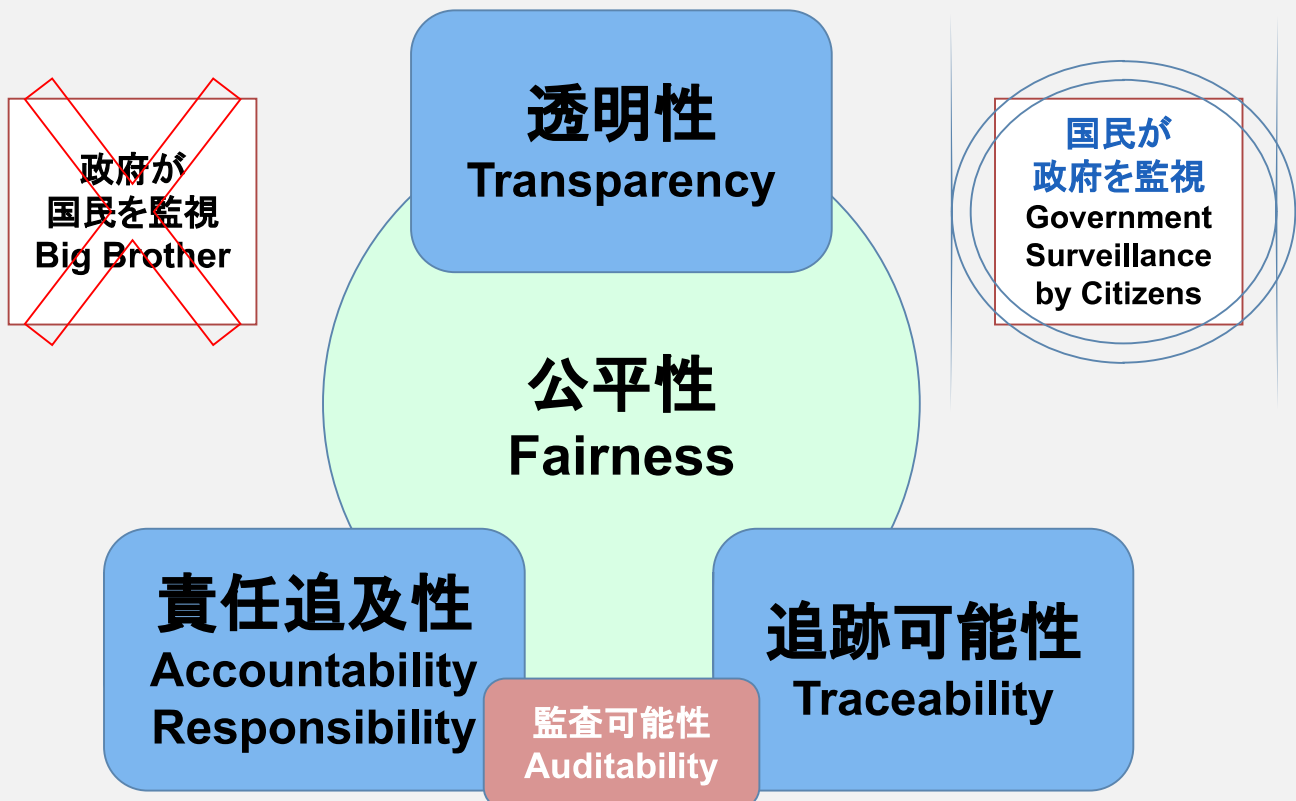 透明性
Transparency
政府が
国民を監視
Big Brother
国民が
政府を監視
Government
Surveillance
by Citizens
公平性
Fairness
責任追及性
Accountability
Responsibility
追跡可能性
Traceability
監査可能性
Auditability